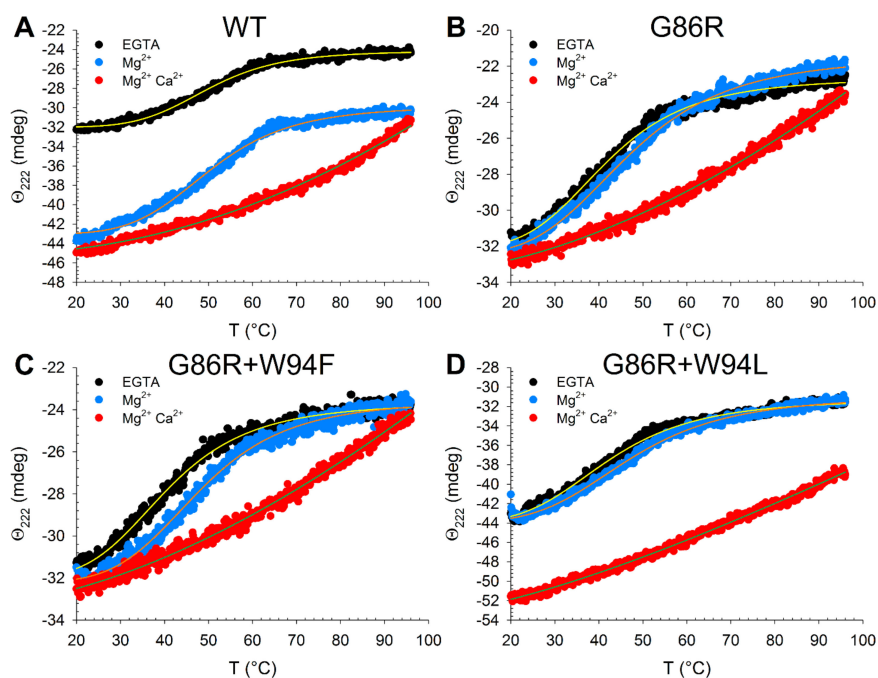 A
WT
EGTA
Mg²⁺
Mg²⁺ Ca²⁺
Θ₂₂₂ (mdeg)
-22
-24
-26
-28
-30
-32
-34
-36
-38
-40
-42
-44
-46
-48
20 30 40 50 60 70 80 90 100
T (°C)
B
G86R
EGTA
Mg²⁺
Mg²⁺ Ca²⁺
Θ₂₂₂ (mdeg)
-20
-22
-24
-26
-28
-30
-32
-34
20 30 40 50 60 70 80 90 100
T (°C)
C
G86R+W94F
EGTA
Mg²⁺
Mg²⁺ Ca²⁺
Θ₂₂₂ (mdeg)
-22
-24
-26
-28
-30
-32
-34
20 30 40 50 60 70 80 90 100
T (°C)
D
G86R+W94L
EGTA
Mg²⁺
Mg²⁺ Ca²⁺
Θ₂₂₂ (mdeg)
-28
-30
-32
-34
-36
-38
-40
-42
-44
-46
-48
-50
-52
-54
20 30 40 50 60 70 80 90 100
T (°C)